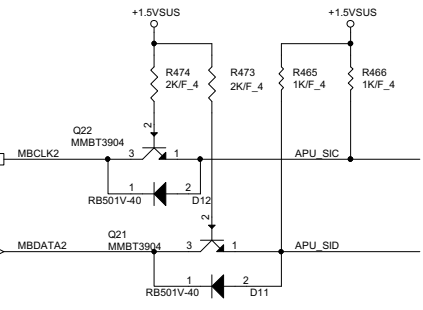 +1.5VSUS
+1.5VSUS
R474
2K/F_4
R473
2K/F_4
R465
1K/F_4
R466
1K/F_4
Q22
MMBT3904
2
MBCLK2
3
1
APU_SIC
1
2
RB501V-40
D12
2
Q21
MMBT3904
MBDATA2
3
1
APU_SID
1
2
RB501V-40
D11